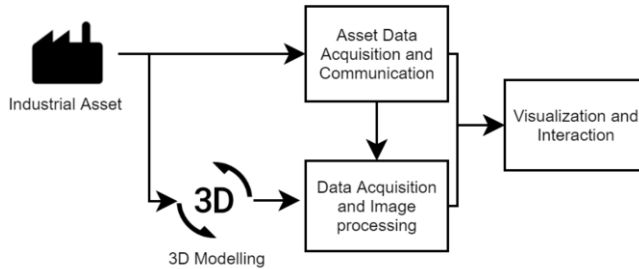 Industrial Asset
Asset Data
Acquisition and
Communication
Visualization and
Interaction
3D
3D Modelling
Data Acquisition
and Image
processing